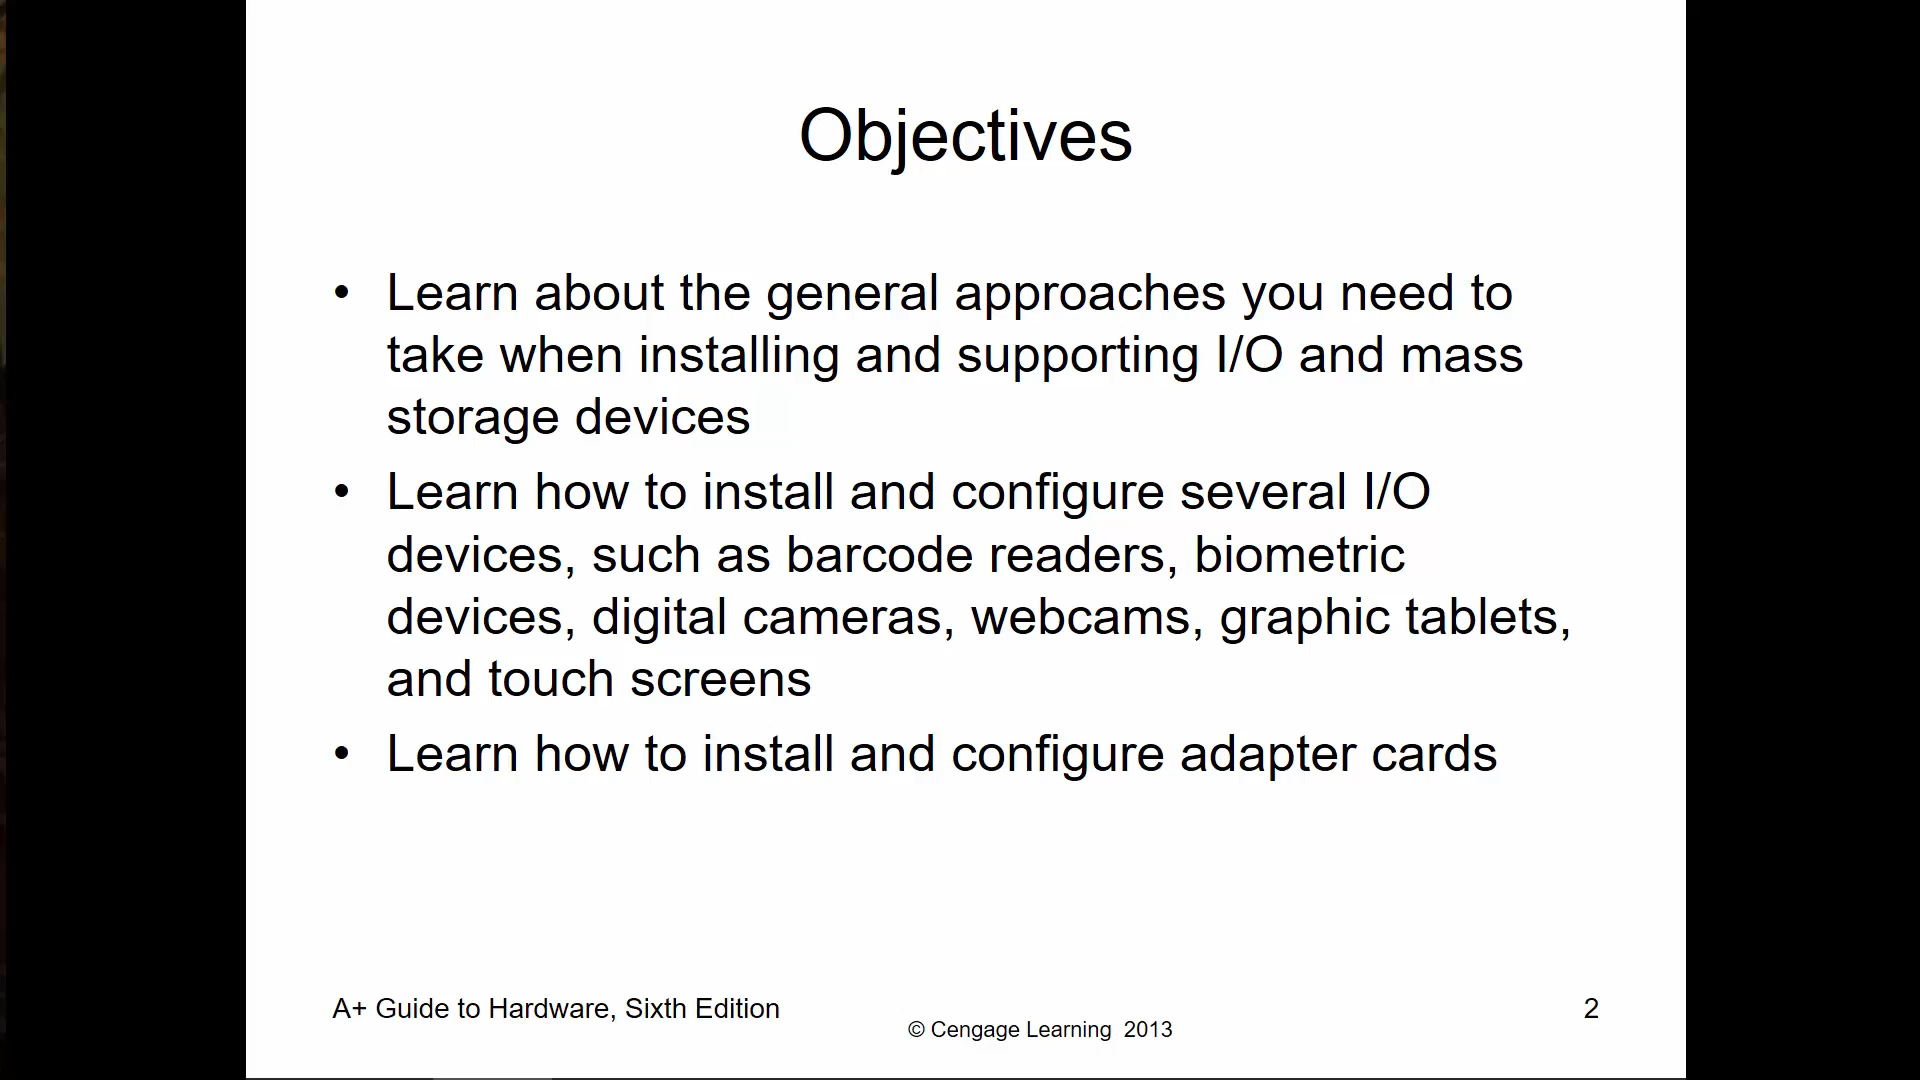 Objectives
• Learn about the general approaches you need to
take when installing and supporting I/O and mass
storage devices
• Learn how to install and configure several I/O
devices, such as barcode readers, biometric
devices, digital cameras, webcams, graphic tablets,
and touch screens
• Learn how to install and configure adapter cards
A+ Guide to Hardware, Sixth Edition
© Cengage Learning 2013
2